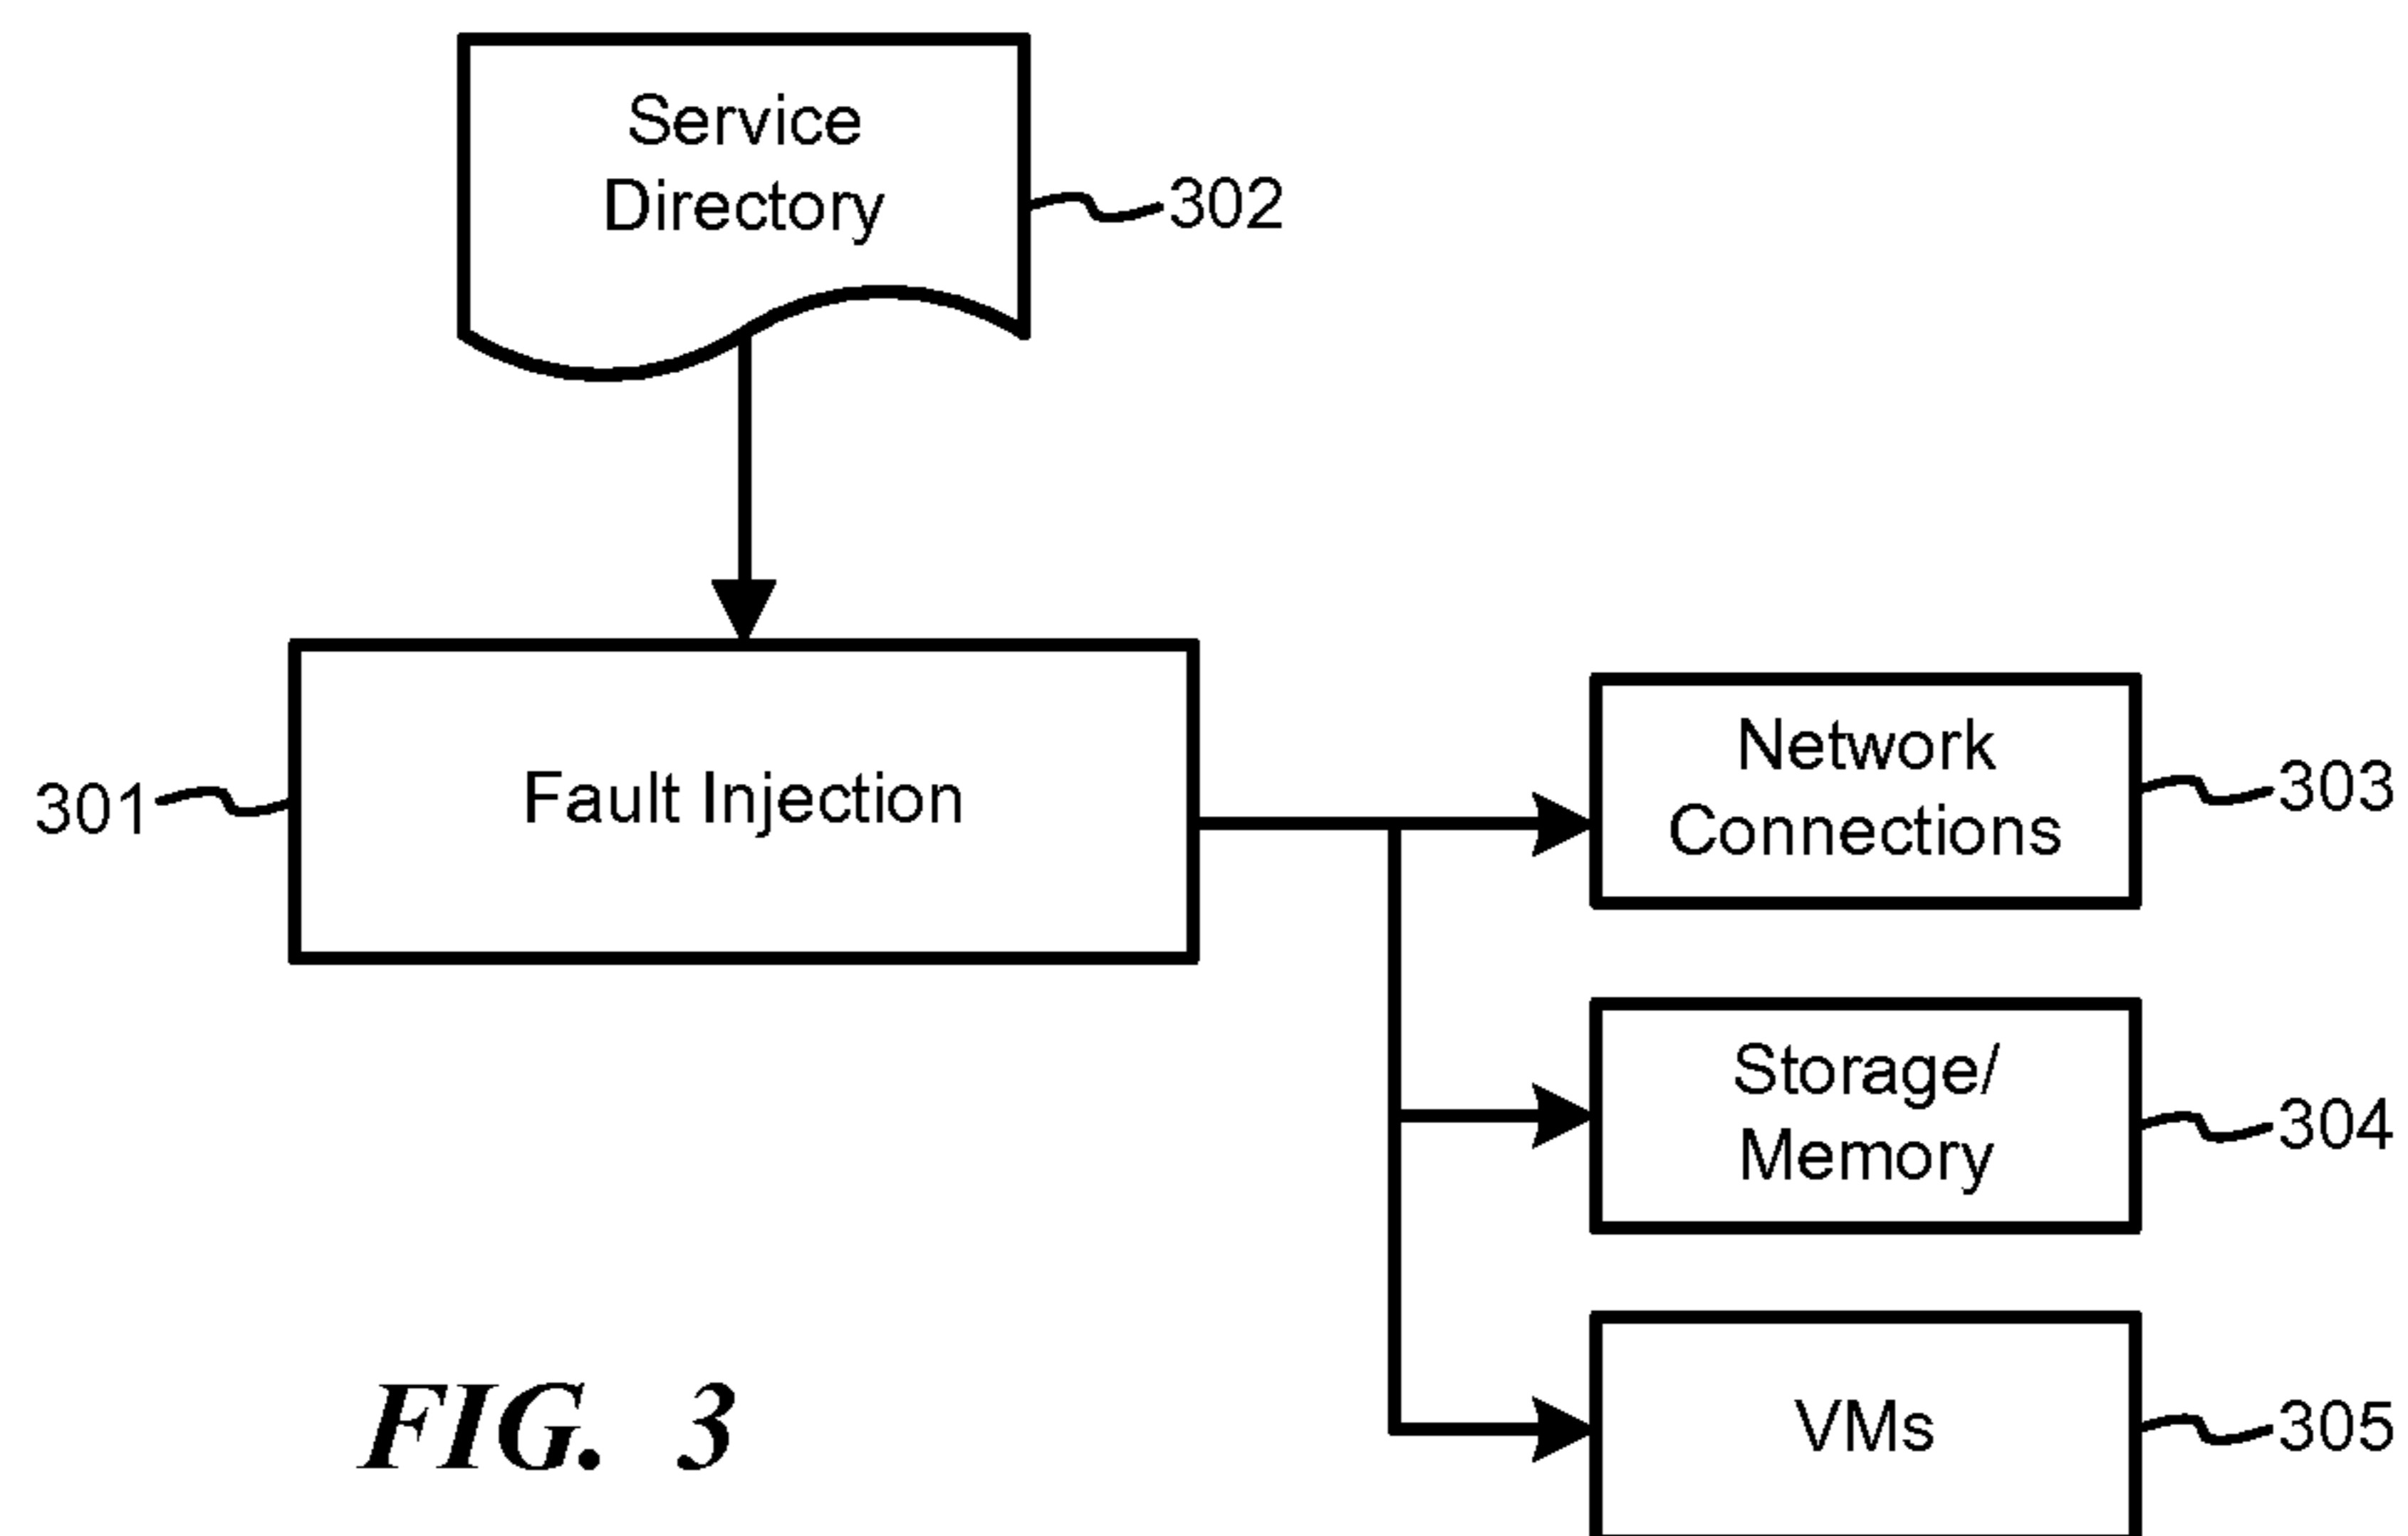 Service
Directory
302
301
Fault Injection
Network
Connections
303
Storage/
Memory
304
VMs
305
FIG. 3